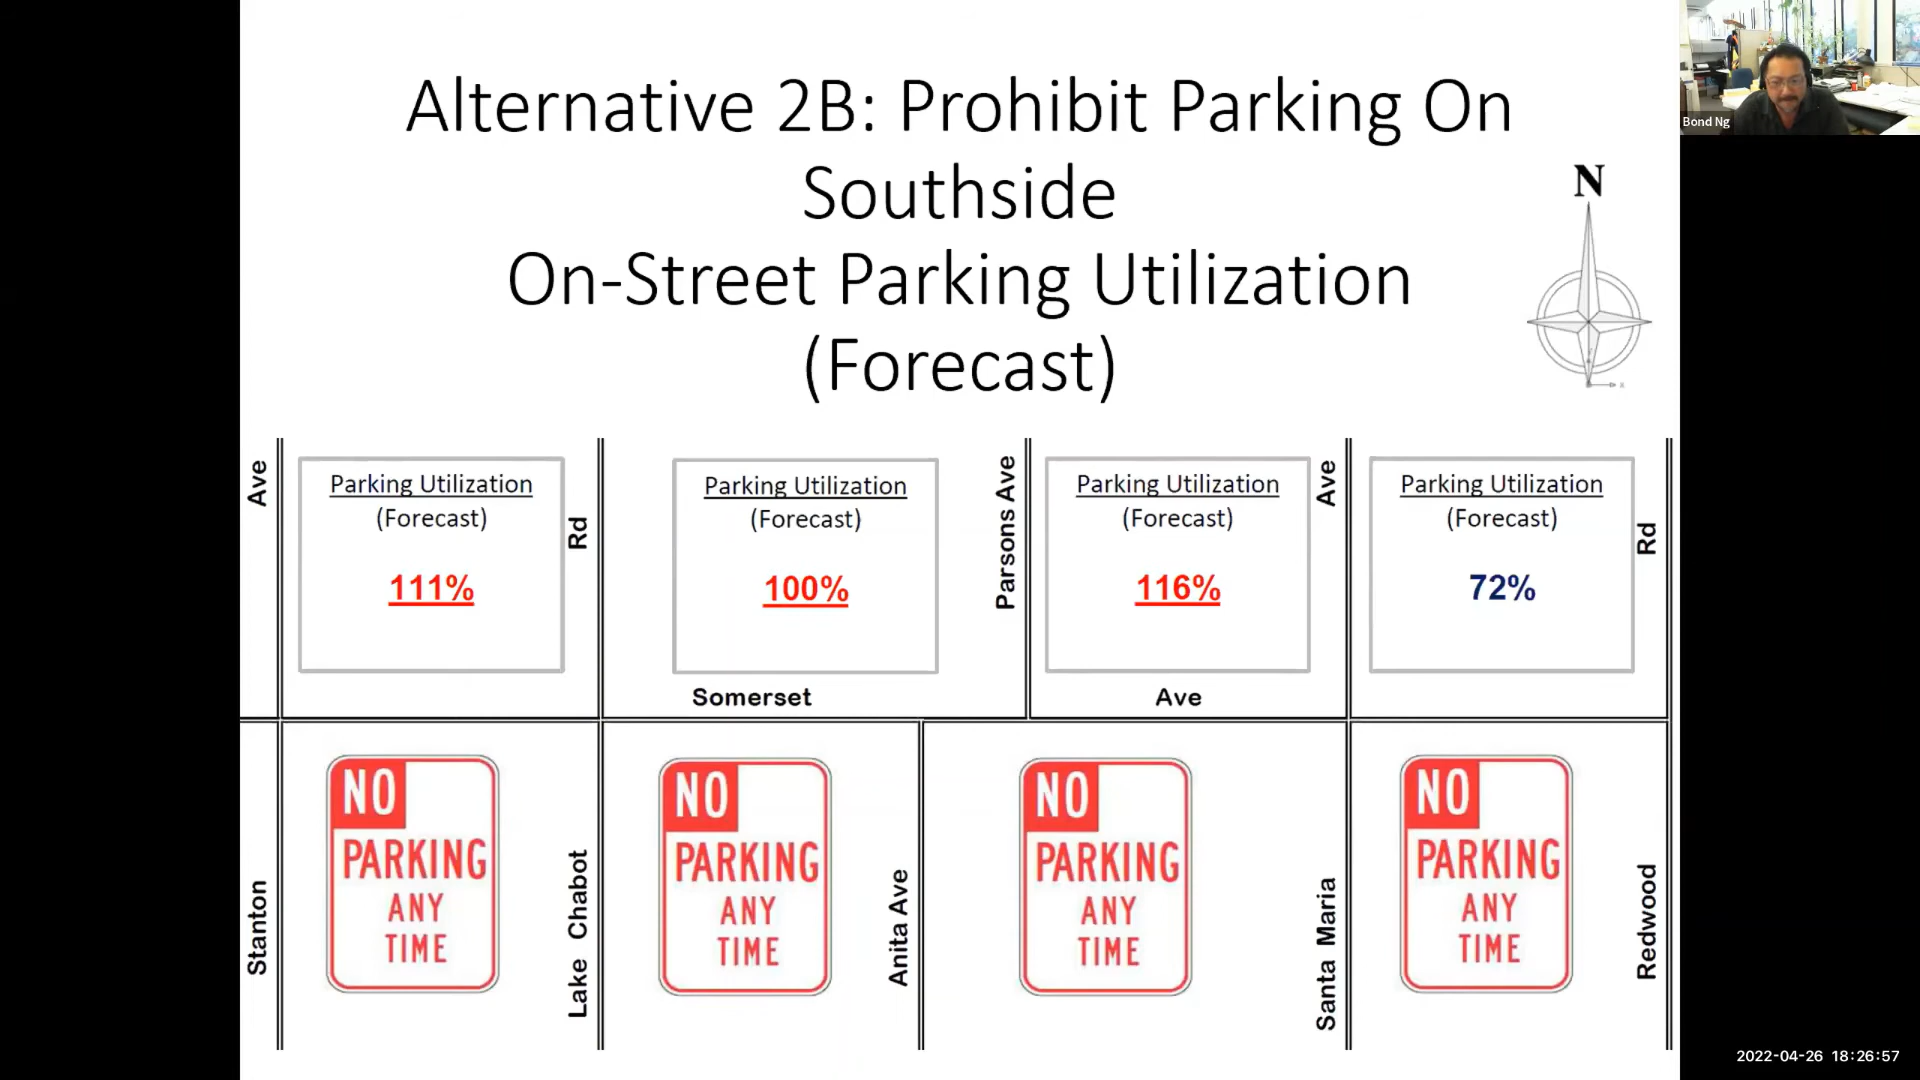 Alternative 2B: Prohibit Parking On
Southside
On-Street Parking Utilization
(Forecast)
Bond Ng
N
x
Ave
Parking Utilization
(Forecast)
111%
Rd
Parking Utilization
(Forecast)
100%
Parsons Ave
Parking Utilization
(Forecast)
116%
Ave
Parking Utilization
(Forecast)
72%
Rd
Somerset
Ave
Stanton
NO
PARKING
ANY
TIME
Lake Chabot
NO
PARKING
ANY
TIME
Anita Ave
NO
PARKING
ANY
TIME
Santa Maria
NO
PARKING
ANY
TIME
Redwood
2022-04-26 18:26:57